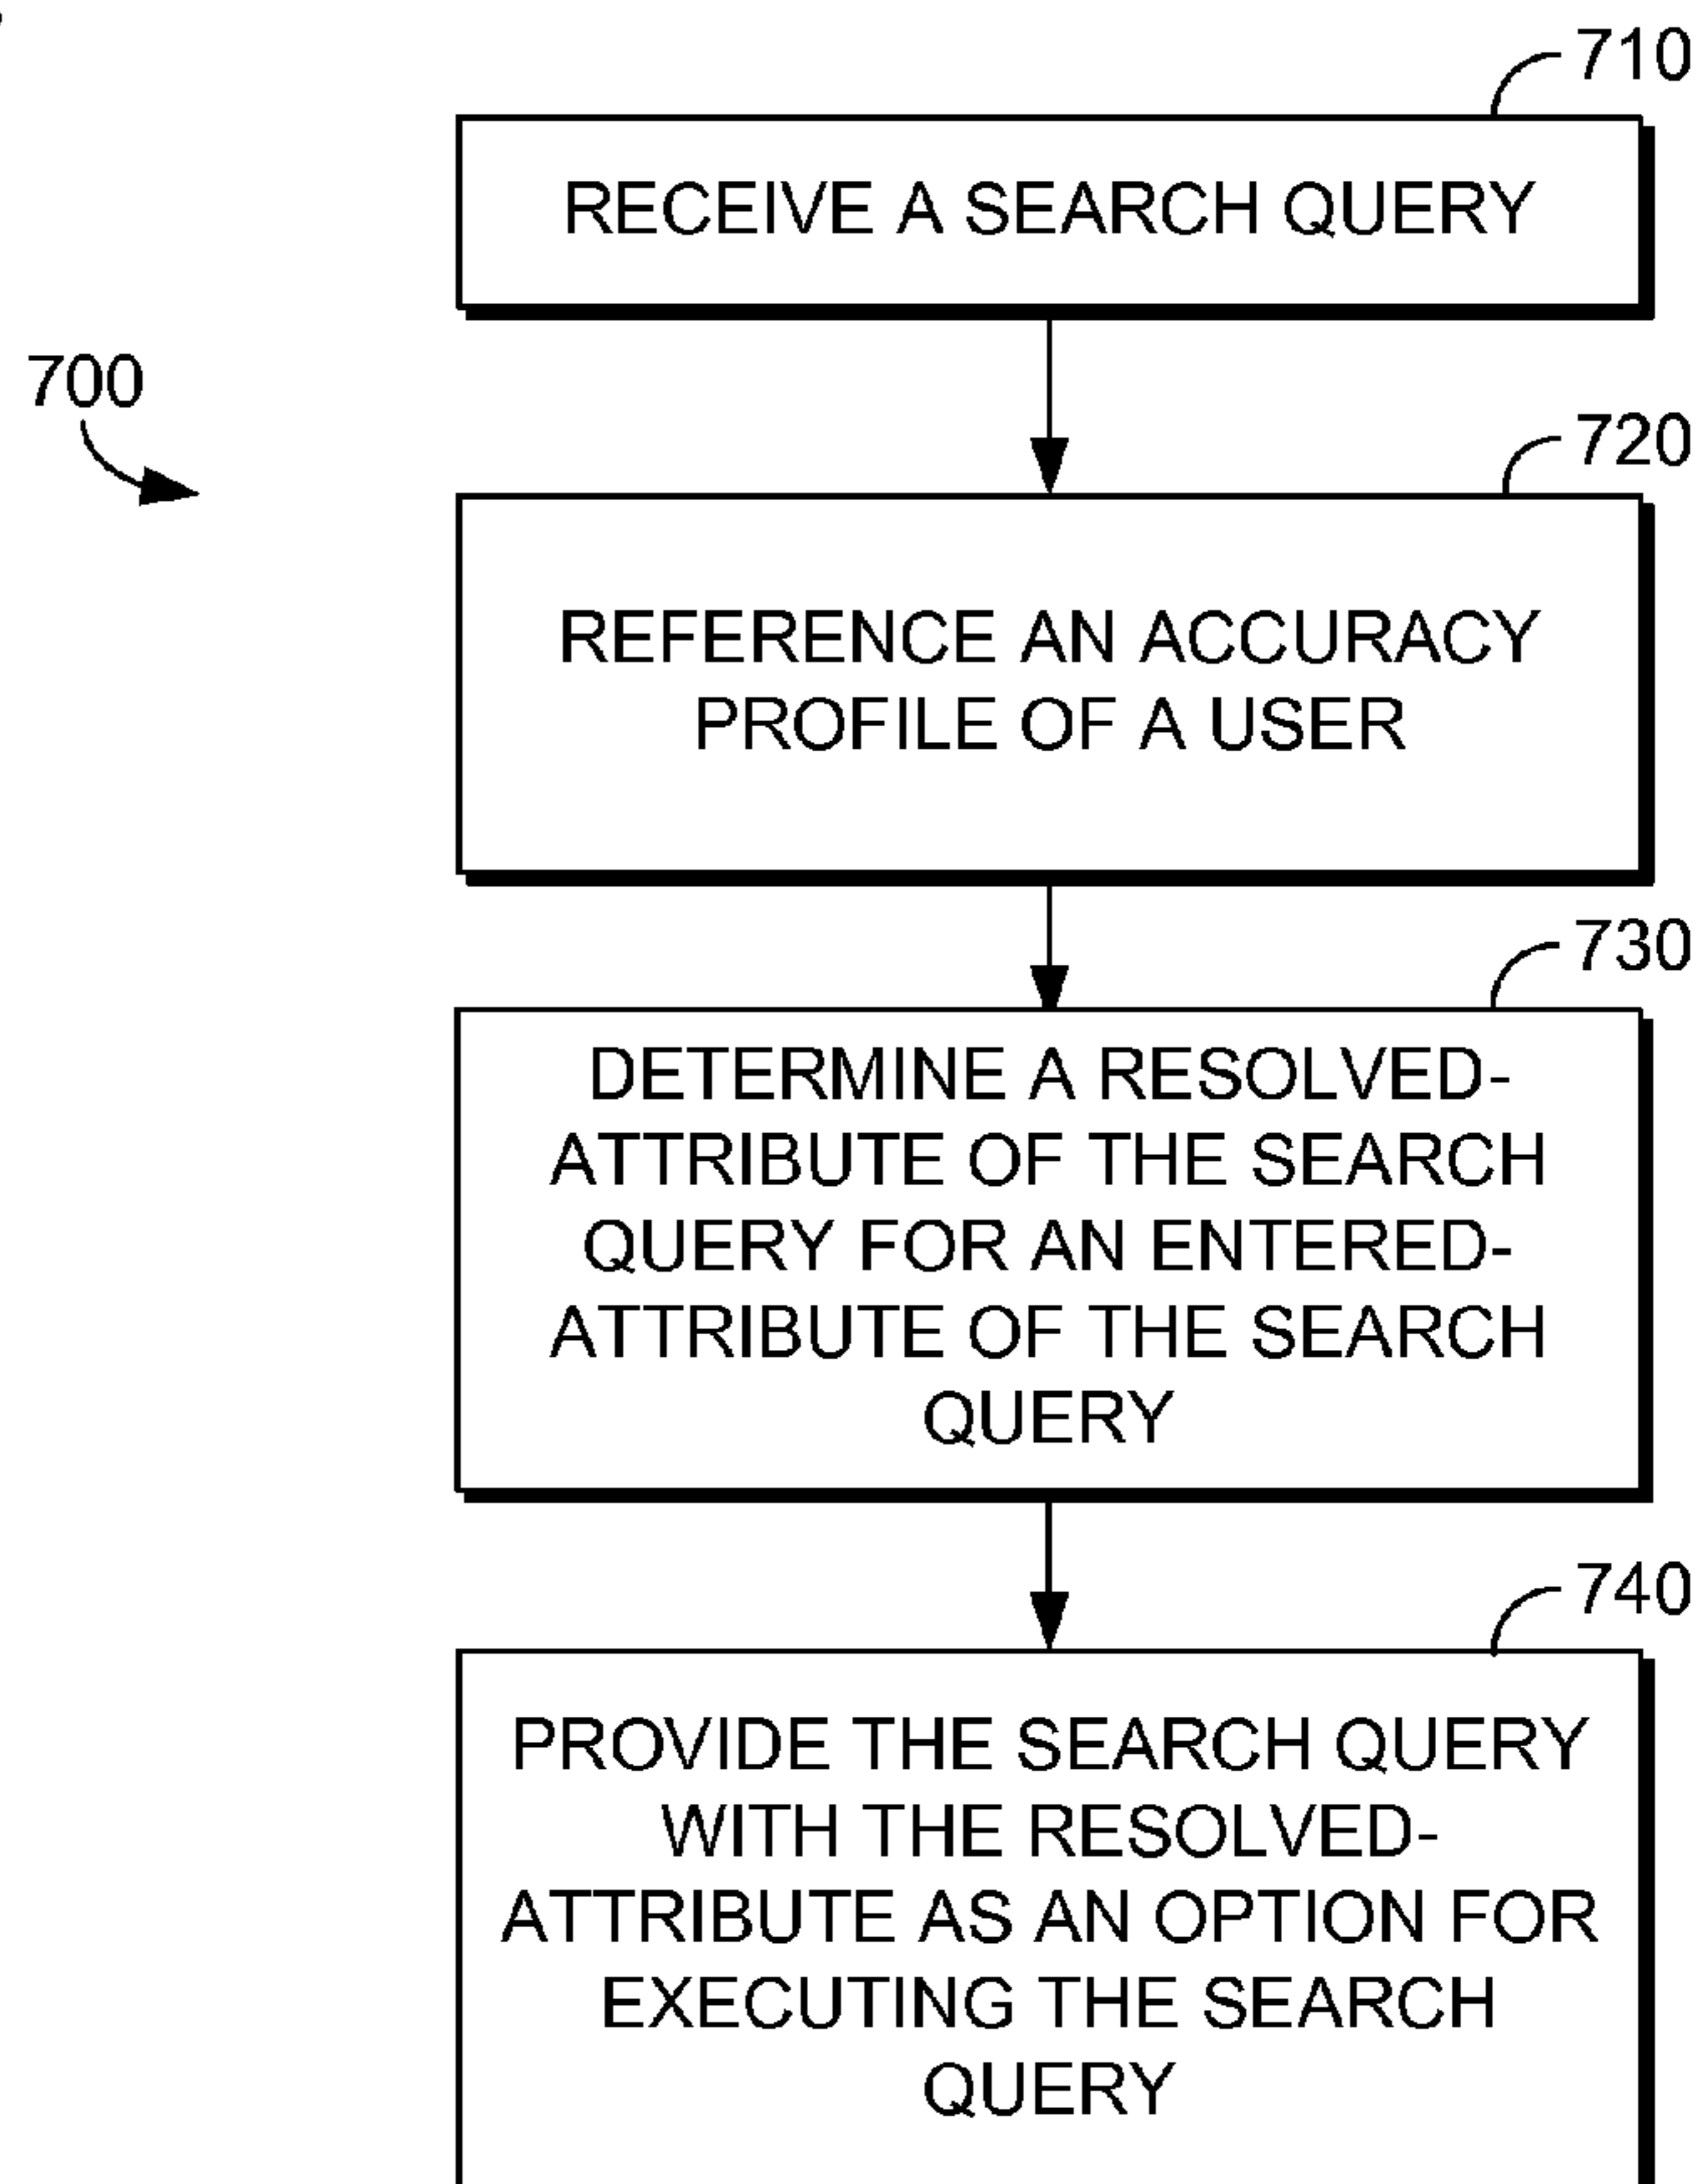 710
RECEIVE A SEARCH QUERY
700
720
REFERENCE AN ACCURACY
PROFILE OF A USER
730
DETERMINE A RESOLVED-
ATTRIBUTE OF THE SEARCH
QUERY FOR AN ENTERED-
ATTRIBUTE OF THE SEARCH
QUERY
740
PROVIDE THE SEARCH QUERY
WITH THE RESOLVED-
ATTRIBUTE AS AN OPTION FOR
EXECUTING THE SEARCH
QUERY